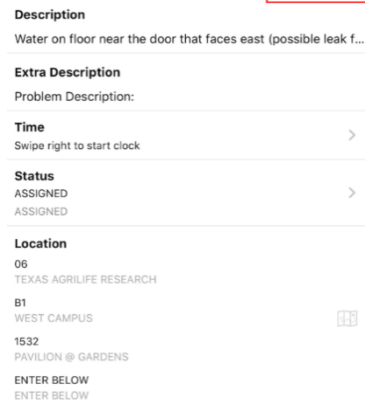 Description
Water on floor near the door that faces east (possible leak f...
Extra Description
Problem Description:
Time
Swipe right to start clock
Status
ASSIGNED
ASSIGNED
Location
06
TEXAS AGRILIFE RESEARCH
B1
WEST CAMPUS
1532
PAVILION @ GARDENS
ENTER BELOW
ENTER BELOW